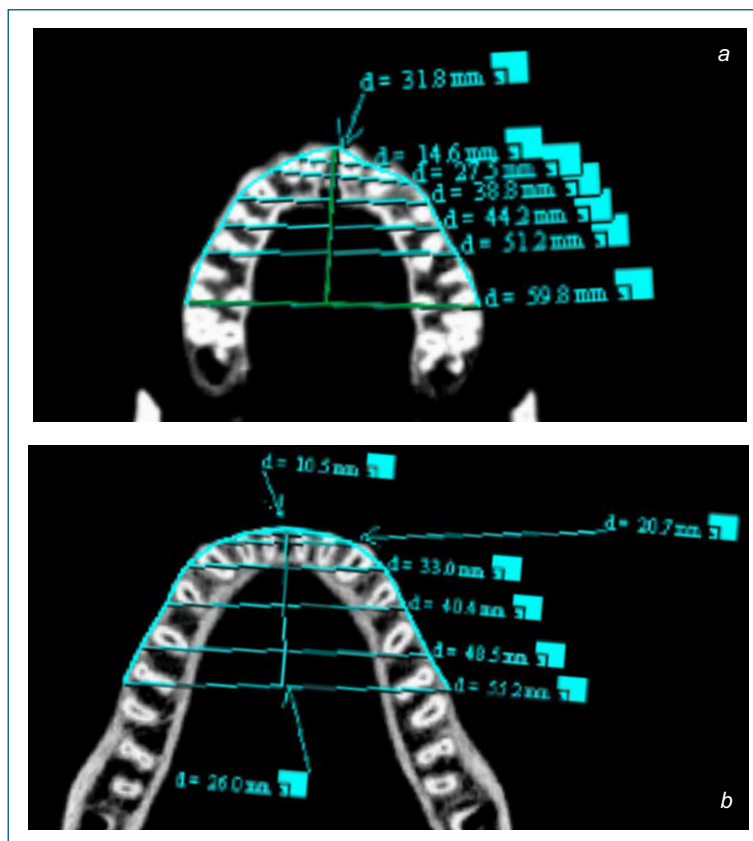 a
d = 31.8 mm
d = 14.6 mm
d = 27.5 mm
d = 38.8 mm
d = 44.2 mm
d = 51.2 mm
d = 59.8 mm
d = 10.5 mm
d = 20.7 mm
d = 33.0 mm
d = 40.4 mm
d = 48.5 mm
d = 55.2 mm
d = 26.0 mm
b